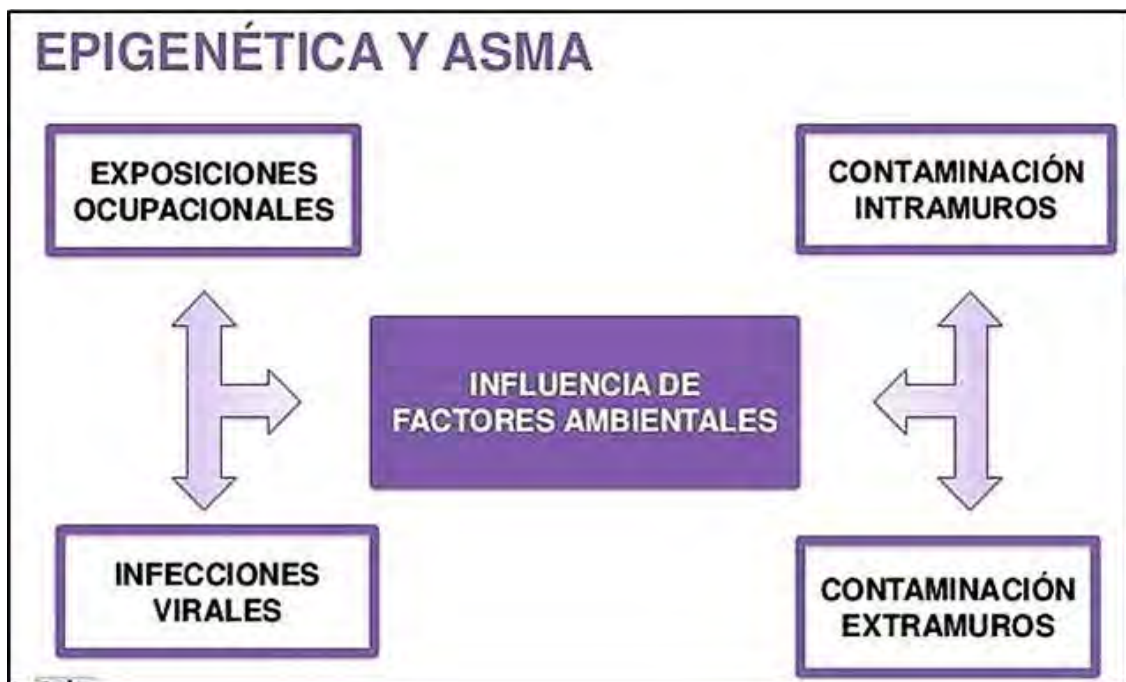 EPIGENÉTICA Y ASMA
EXPOSICIONES
OCUPACIONALES
CONTAMINACIÓN
INTRAMUROS
INFLUENCIA DE
FACTORES AMBIENTALES
INFECCIONES
VIRALES
CONTAMINACIÓN
EXTRAMUROS